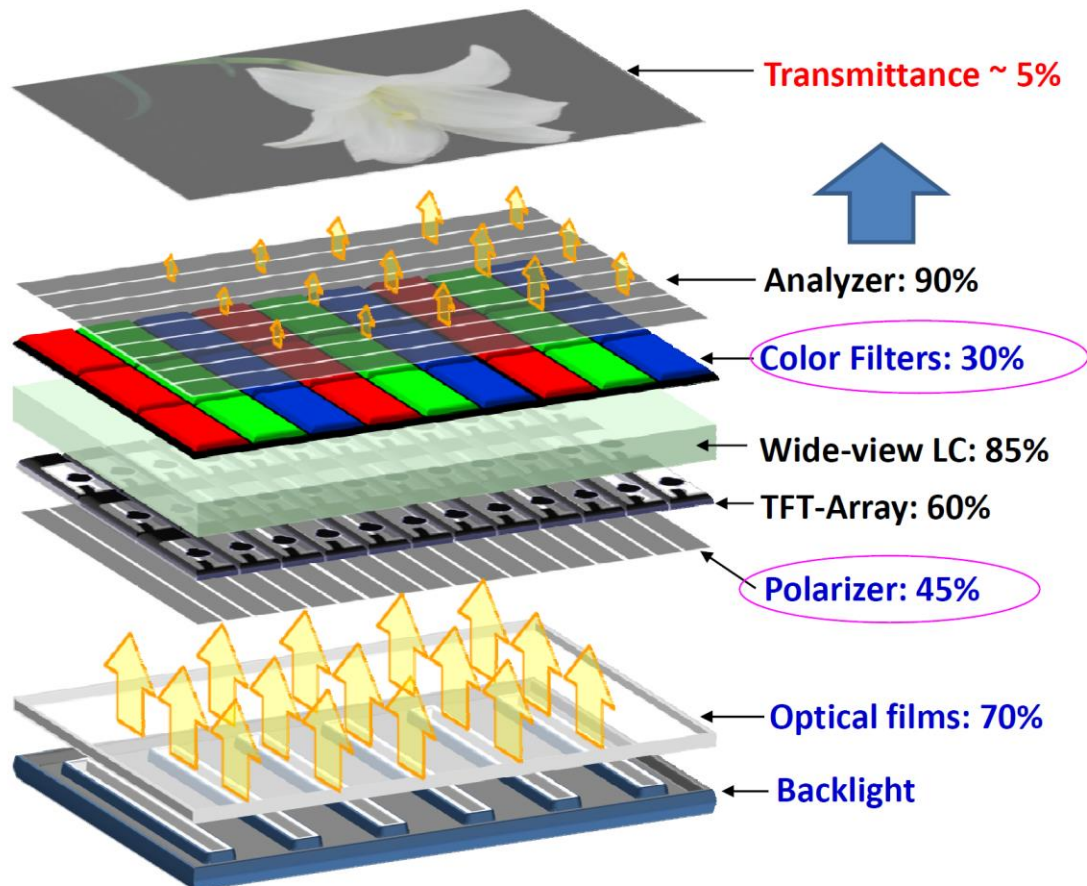 Transmittance ~ 5%
Analyzer: 90%
Color Filters: 30%
Wide-view LC: 85%
TFT-Array: 60%
Polarizer: 45%
Optical films: 70%
Backlight